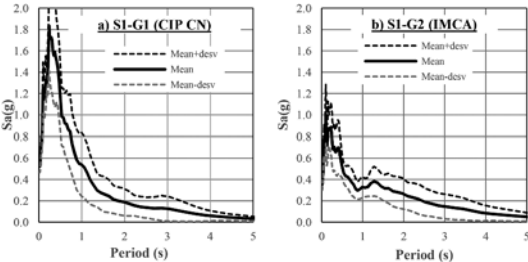 a) S1-G1 (CIP CN)
Mean+desv
Mean
Mean-desv
Sa(g)
2.0
1.8
1.6
1.4
1.2
1.0
0.8
0.6
0.4
0.2
0.0
0 1 2 3 4 5
Period (s)
b) S1-G2 (IMCA)
Mean+desv
Mean
Mean-desv
Sa(g)
2.0
1.8
1.6
1.4
1.2
1.0
0.8
0.6
0.4
0.2
0.0
0 1 2 3 4 5
Period (s)